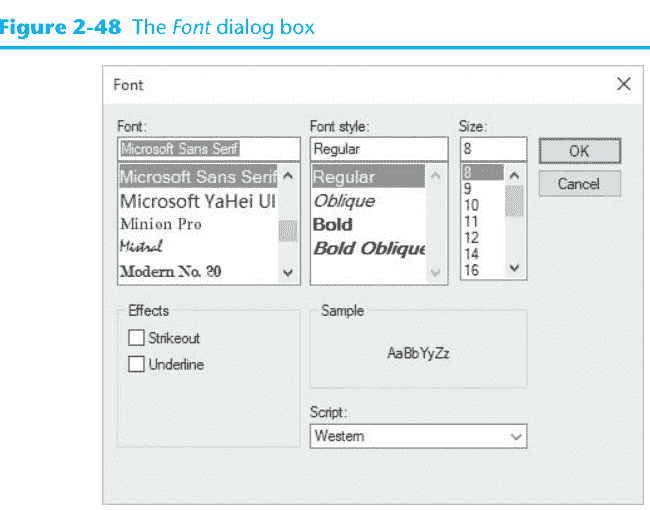 Figure 2-48 The Font dialog box
Font
Font:
Font style:
Size:
Microsoft Sans Serif
Regular
8
OK
Cancel
Microsoft Sans Serif
Microsoft YaHei UI
Minion Pro
Mistral
Modern No. 20
Regular
Oblique
Bold
Bold Oblique
8
9
10
11
12
14
16
Effects
Strikeout
Underline
Sample
AaBbYyZz
Script:
Western